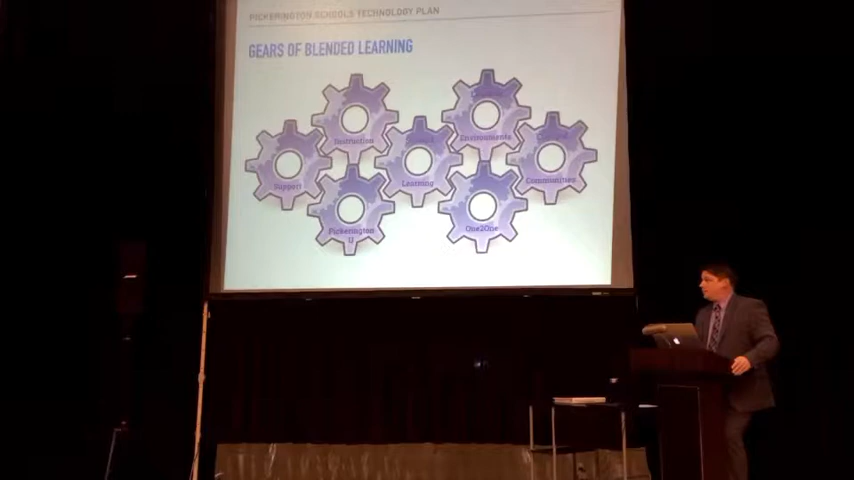 PICKERINGTON SCHOOLS TECHNOLOGY PLAN
GEARS OF BLENDED LEARNING
Instruction
Environments
Support
Learning
Communities
Pickerington
U
One2One